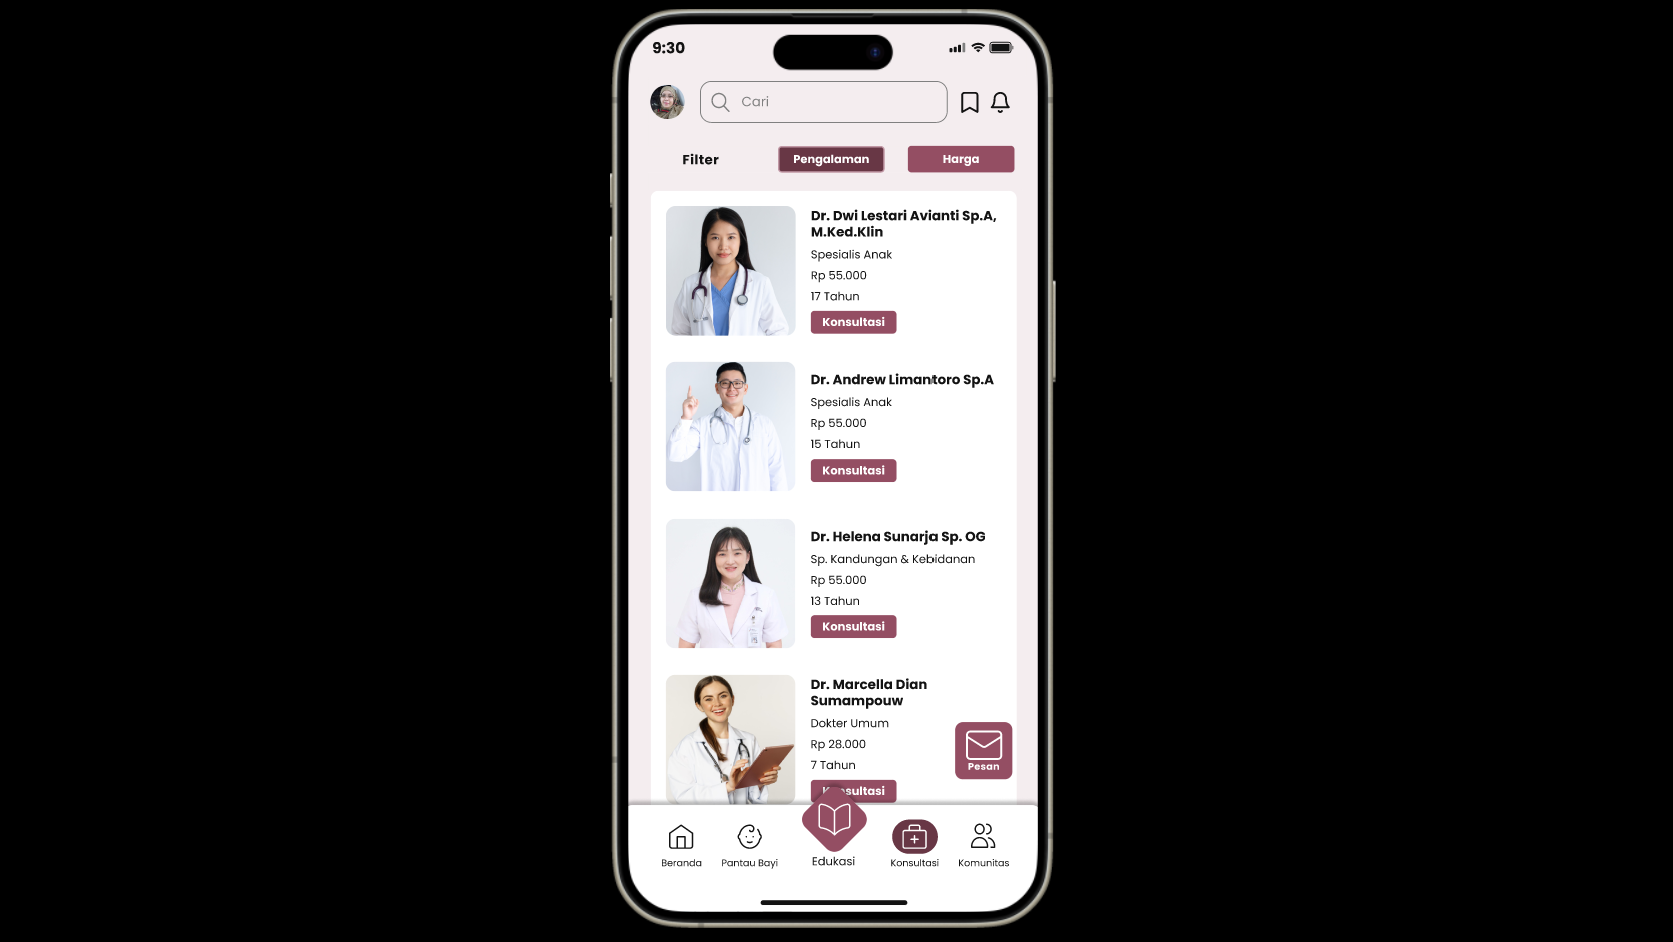 9:30
Cari
Filter
Pengalaman
Harga
Dr. Dwi Lestari Avianti Sp.A,
M.Ked.Klin
Spesialis Anak
Rp 55.000
17 Tahun
Konsultasi
Dr. Andrew Limantoro Sp.A
Spesialis Anak
Rp 55.000
15 Tahun
Konsultasi
Dr. Helena Sunarja Sp. OG
Sp. Kandungan & Kebidanan
Rp 55.000
13 Tahun
Konsultasi
Dr. Marcella Dian
Sumampouw
Dokter Umum
Rp 28.000
7 Tahun
Konsultasi
Pesan
Beranda
Pantau Bayi
Edukasi
Konsultasi
Komunitas